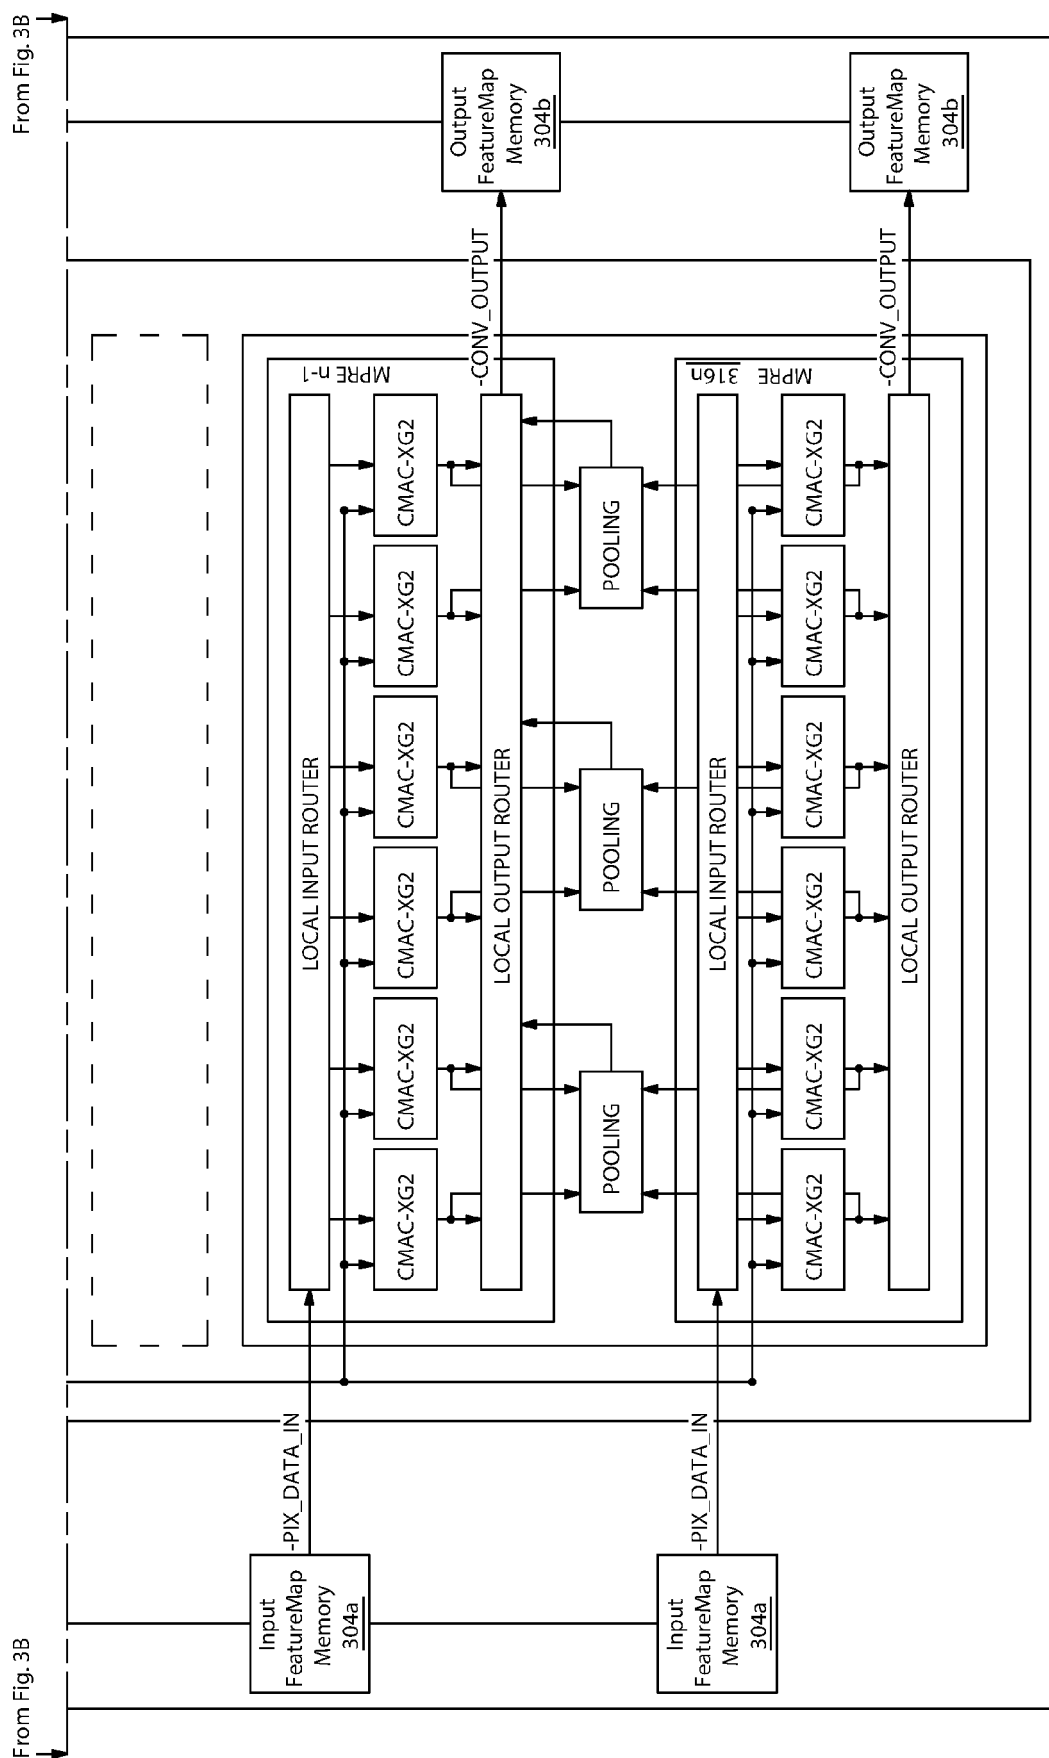 From Fig. 3B
From Fig. 3B
Input
FeatureMap
Memory
304a
-PIX_DATA_IN
LOCAL INPUT ROUTER
MPRE n-1
CMAC-XG2
CMAC-XG2
CMAC-XG2
CMAC-XG2
CMAC-XG2
CMAC-XG2
LOCAL OUTPUT ROUTER
-CONV_OUTPUT
Output
FeatureMap
Memory
304b
POOLING
POOLING
POOLING
Input
FeatureMap
Memory
304a
-PIX_DATA_IN
LOCAL INPUT ROUTER
MPRE 316n
CMAC-XG2
CMAC-XG2
CMAC-XG2
CMAC-XG2
CMAC-XG2
CMAC-XG2
LOCAL OUTPUT ROUTER
-CONV_OUTPUT
Output
FeatureMap
Memory
304b